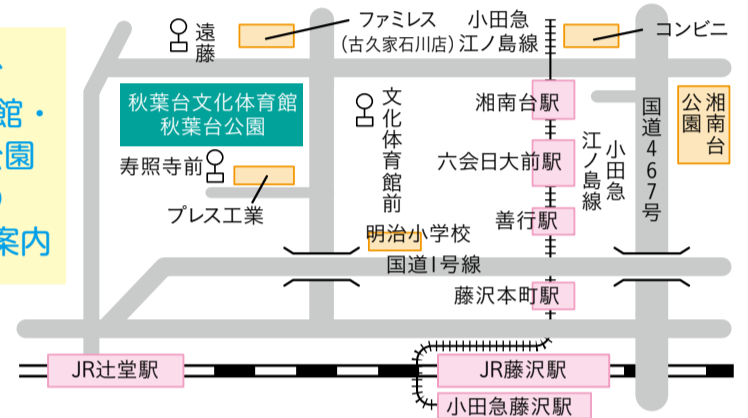 館・
園
案内
遠藤
ファミレス
(古久家石川店)
小田急
江ノ島線
コンビニ
秋葉台文化体育館
秋葉台公園
文化体育館前
湘南台駅
国道467号
湘南台
公園
寿照寺前
六会日大前駅
小田急
江ノ島線
プレス工業
善行駅
明治小学校
国道1号線
藤沢本町駅
JR辻堂駅
JR藤沢駅
小田急藤沢駅